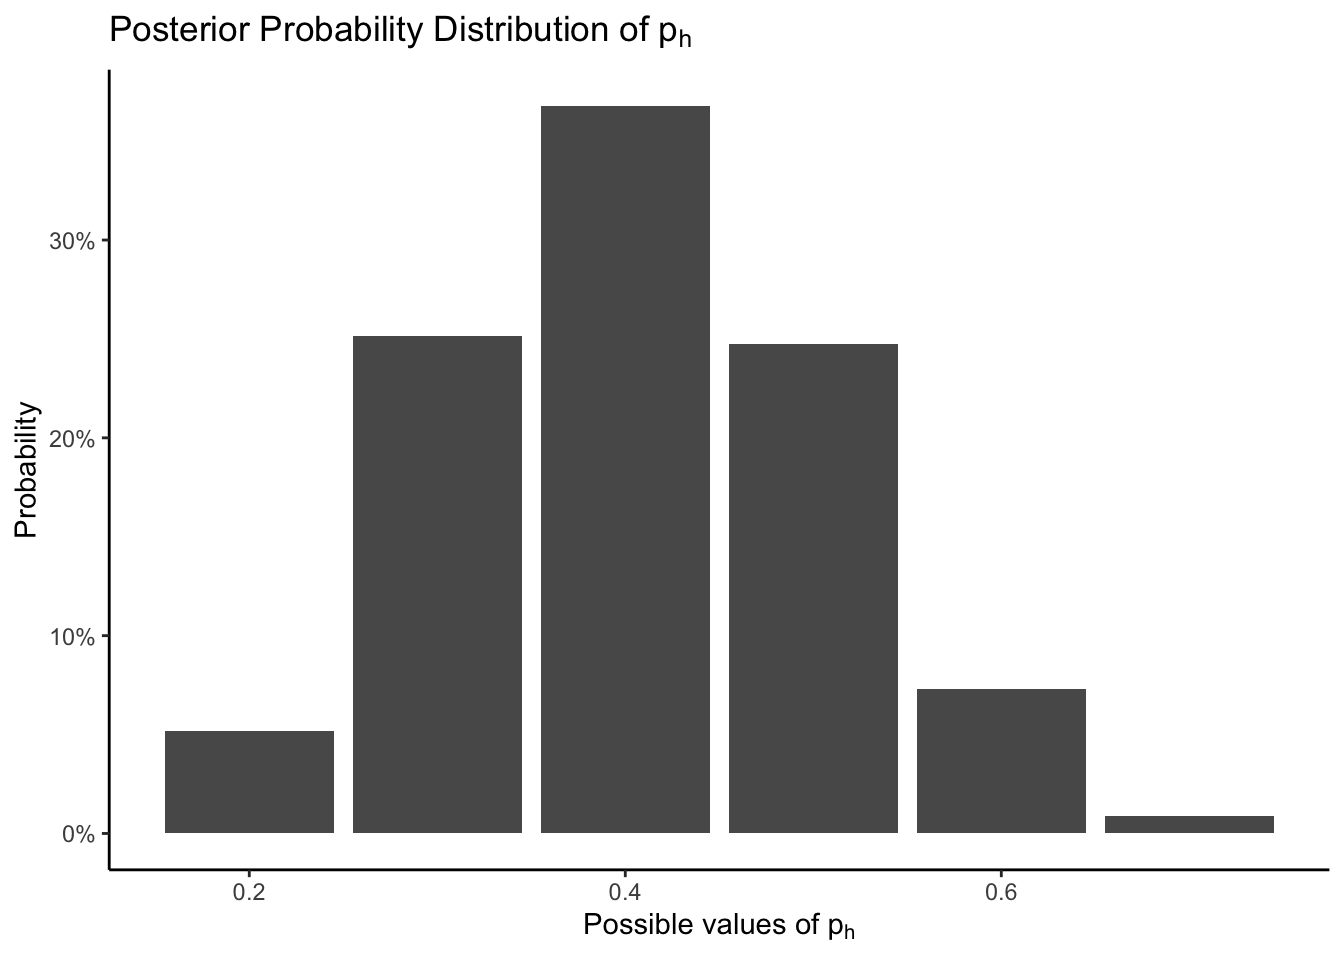 Posterior Probability Distribution of pₕ
Probability
30%
20%
10%
0%
0.2 0.4 0.6
Possible values of pₕ